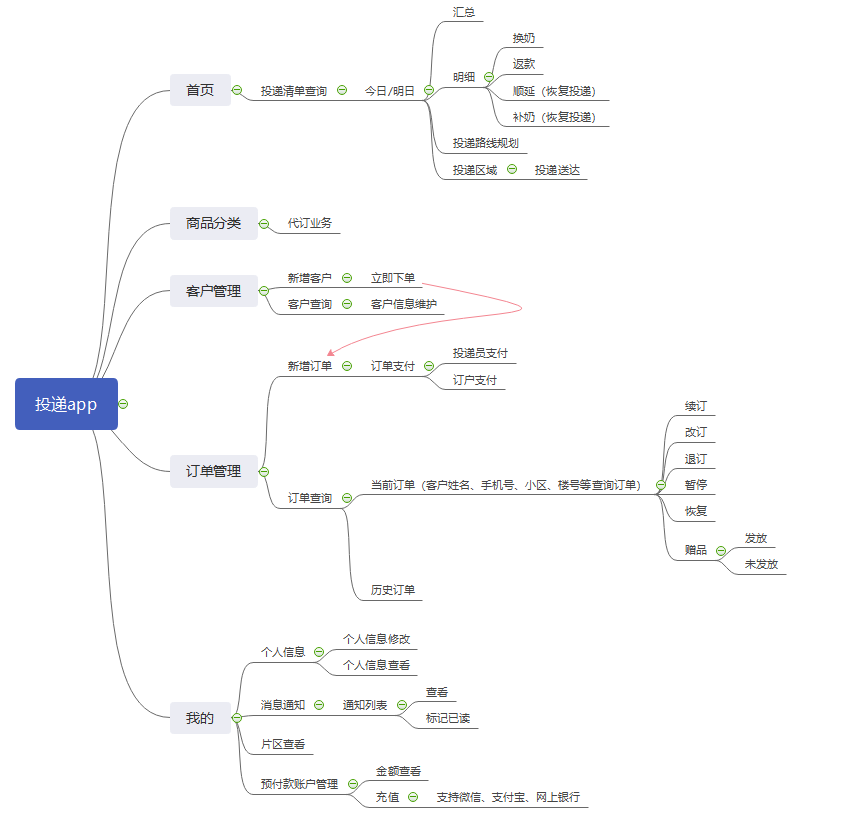 投递app
首页
投递清单查询
今日/明日
汇总
明细
换奶
返款
顺延（恢复投递）
补奶（恢复投递）
投递路线规划
投递区域
投递送达
商品分类
代订业务
客户管理
新增客户
立即下单
客户查询
客户信息维护
订单管理
新增订单
订单支付
投递员支付
订户支付
订单查询
当前订单（客户姓名、手机号、小区、楼号等查询订单）
续订
改订
退订
暂停
恢复
赠品
发放
未发放
历史订单
我的
个人信息
个人信息修改
个人信息查看
消息通知
通知列表
查看
标记已读
片区查看
预付款账户管理
金额查看
充值
支持微信、支付宝、网上银行